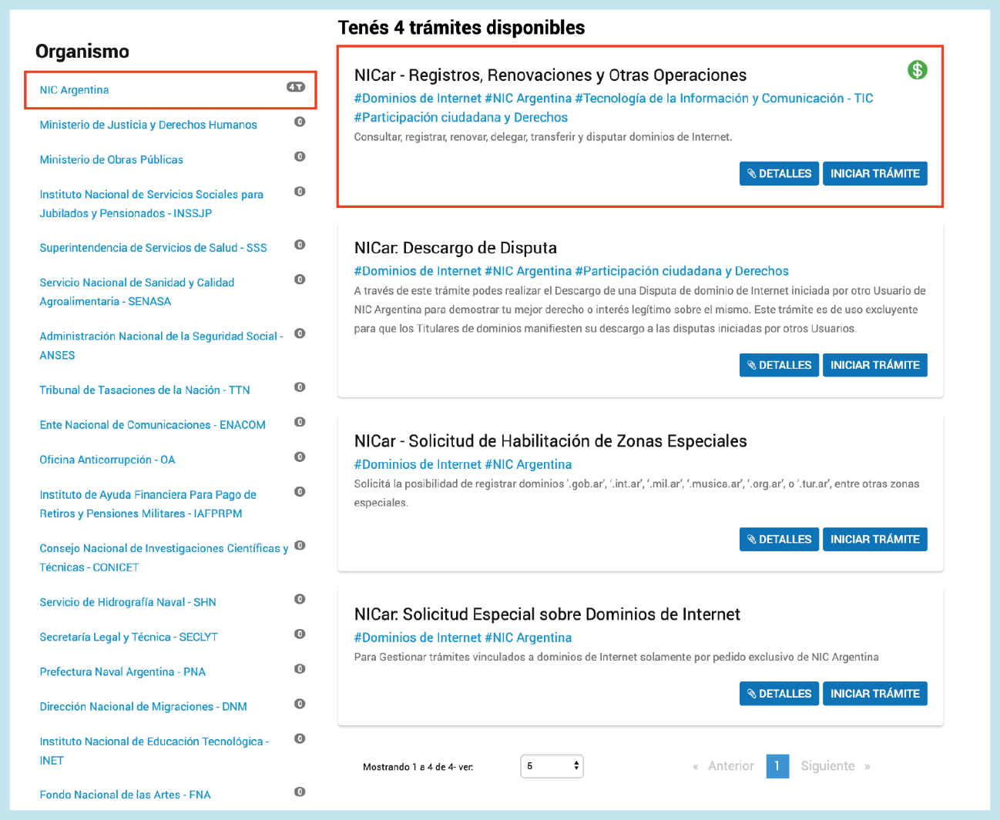 Organismo
NIC Argentina 4
Ministerio de Justicia y Derechos Humanos 0
Ministerio de Obras Públicas 0
Instituto Nacional de Servicios Sociales para 0
Jubilados y Pensionados - INSSJP
Superintendencia de Servicios de Salud - SSS 0
Servicio Nacional de Sanidad y Calidad 0
Agroalimentaria - SENASA
Administración Nacional de la Seguridad Social - 0
ANSES
Tribunal de Tasaciones de la Nación - TTN 0
Ente Nacional de Comunicaciones - ENACOM 0
Oficina Anticorrupción - OA 0
Instituto de Ayuda Financiera Para Pago de 0
Retiros y Pensiones Militares - IAFPRPM
Consejo Nacional de Investigaciones Científicas y 0
Técnicas - CONICET
Servicio de Hidrografía Naval - SHN 0
Secretaría Legal y Técnica - SECLYT 0
Prefectura Naval Argentina - PNA 0
Dirección Nacional de Migraciones - DNM 0
Instituto Nacional de Educación Tecnológica - 0
INET
Fondo Nacional de las Artes - FNA 0
Tenés 4 trámites disponibles
NICar - Registros, Renovaciones y Otras Operaciones $
#Dominios de Internet #NIC Argentina #Tecnología de la Información y Comunicación - TIC
#Participación ciudadana y Derechos
Consultar, registrar, renovar, delegar, transferir y disputar dominios de Internet.
DETALLES INICIAR TRÁMITE
NICar: Descargo de Disputa
#Dominios de Internet #NIC Argentina #Participación ciudadana y Derechos
A través de este trámite podes realizar el Descargo de una Disputa de dominio de Internet iniciada por otro Usuario de
NIC Argentina para demostrar tu mejor derecho o interés legítimo sobre el mismo. Este trámite es de uso excluyente
para que los Titulares de dominios manifiesten su descargo a las disputas iniciadas por otros Usuarios.
DETALLES INICIAR TRÁMITE
NICar - Solicitud de Habilitación de Zonas Especiales
#Dominios de Internet #NIC Argentina
Solicitá la posibilidad de registrar dominios '.gob.ar', '.int.ar', '.mil.ar', '.musica.ar', '.org.ar', o '.tur.ar', entre otras zonas
especiales.
DETALLES INICIAR TRÁMITE
NICar: Solicitud Especial sobre Dominios de Internet
#Dominios de Internet #NIC Argentina
Para Gestionar trámites vinculados a dominios de Internet solamente por pedido exclusivo de NIC Argentina
DETALLES INICIAR TRÁMITE
Mostrando 1 a 4 de 4- ver: 5 « Anterior 1 Siguiente »